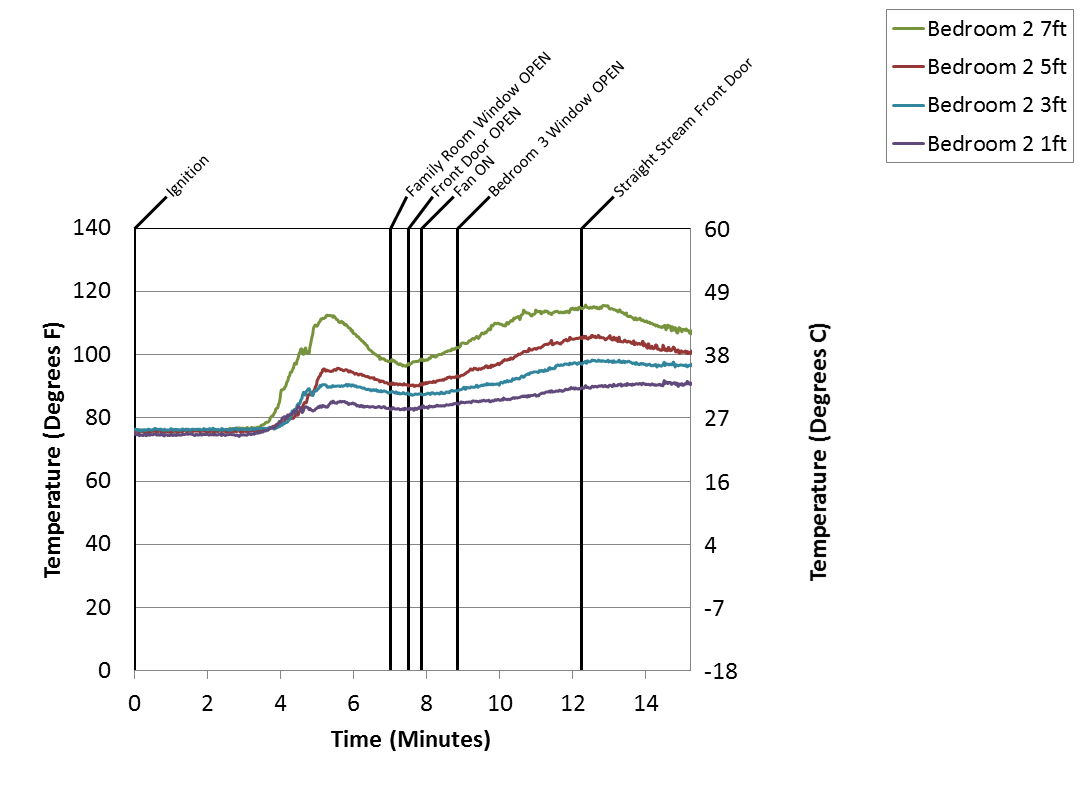 Bedroom 2 7ft
Bedroom 2 5ft
Bedroom 2 3ft
Bedroom 2 1ft
Ignition
Family Room Window OPEN
Front Door OPEN
Fan ON
Bedroom 3 Window OPEN
Straight Stream Front Door
Temperature (Degrees F)
140
120
100
80
60
40
20
0
60
49
38
27
16
4
-7
-18
Temperature (Degrees C)
0 2 4 6 8 10 12 14
Time (Minutes)